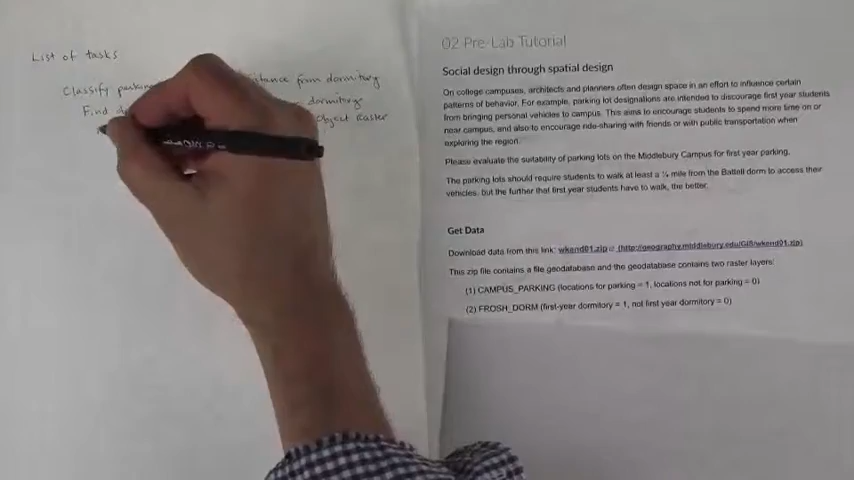 List of tasks
Classify parking distance from dormitory
Find dormitory
object raster
02 Pre-Lab Tutorial
Social design through spatial design
On college campuses, architects and planners often design space in an effort to influence certain
patterns of behavior. For example, parking lot designations are intended to discourage first year students
from bringing personal vehicles to campus. This aims to encourage students to spend more time on or
near campus, and also to encourage ride-sharing with friends or with public transportation when
exploring the region.
Please evaluate the suitability of parking lots on the Middlebury Campus for first year parking.
The parking lots should require students to walk at least a ¼ mile from the Battell dorm to access their
vehicles, but the further that first year students have to walk, the better.
Get Data
Download data from this link: wkend01.zip (http://geography.middlebury.edu/GIS/wkend01.zip)
This zip file contains a file geodatabase and the geodatabase contains two raster layers:
(1) CAMPUS_PARKING (locations for parking = 1, locations not for parking = 0)
(2) FROSH_DORM (first-year dormitory = 1, not first year dormitory = 0)